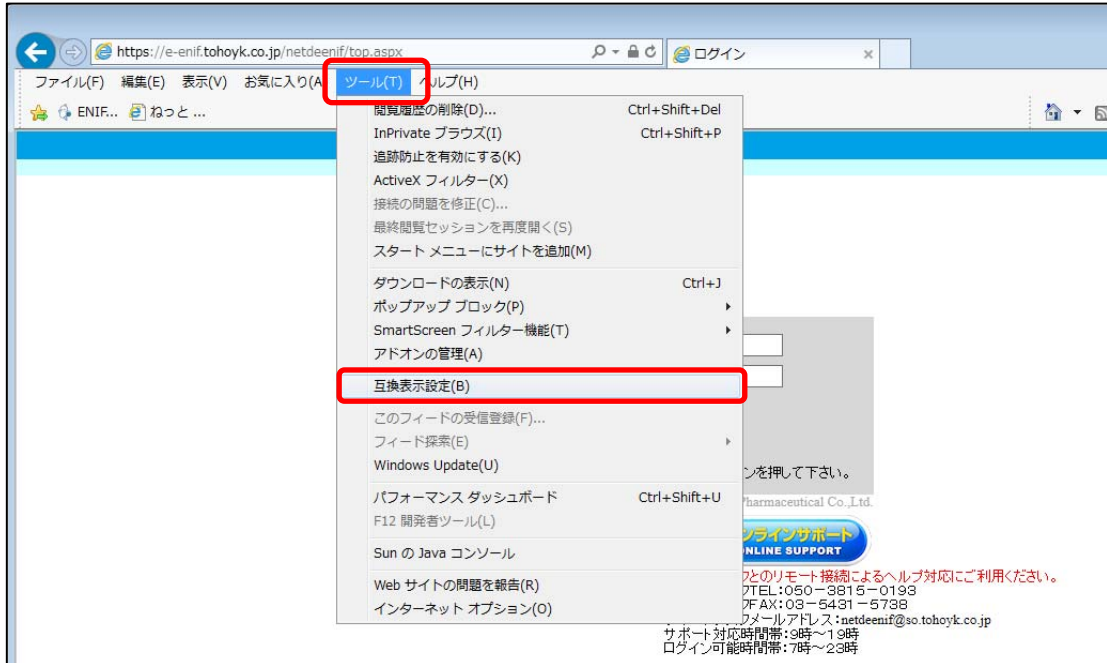 https://e-enif.tohoyk.co.jp/netdeenif/top.aspx
ログイン
ファイル(F) 編集(E) 表示(V) お気に入り(A ツール(T) ヘルプ(H)
ENIF... ねっと ...
閲覧履歴の削除(D)... Ctrl+Shift+Del
InPrivate ブラウズ(I) Ctrl+Shift+P
追跡防止を有効にする(K)
ActiveX フィルター(X)
接続の問題を修正(C)...
最終閲覧セッションを再度開く(S)
スタート メニューにサイトを追加(M)
ダウンロードの表示(N) Ctrl+J
ポップアップ ブロック(P)
SmartScreen フィルター機能(T)
アドオンの管理(A)
互換表示設定(B)
このフィードの受信登録(F)...
フィード探索(E)
Windows Update(U)
ンを押して下さい。
パフォーマンス ダッシュボード Ctrl+Shift+U
Pharmaceutical Co.,Ltd.
F12 開発者ツール(L)
ンラインサポート
NLINE SUPPORT
Sun の Java コンソール
Web サイトの問題を報告(R)
とのリモート接続によるヘルプ対応にご利用ください。
TEL:050-3815-0193
インターネット オプション(O)
FAX:03-5431-5738
メールアドレス:netdeenif@so.tohoyk.co.jp
サポート対応時間帯:9時~19時
ログイン可能時間帯:7時~23時